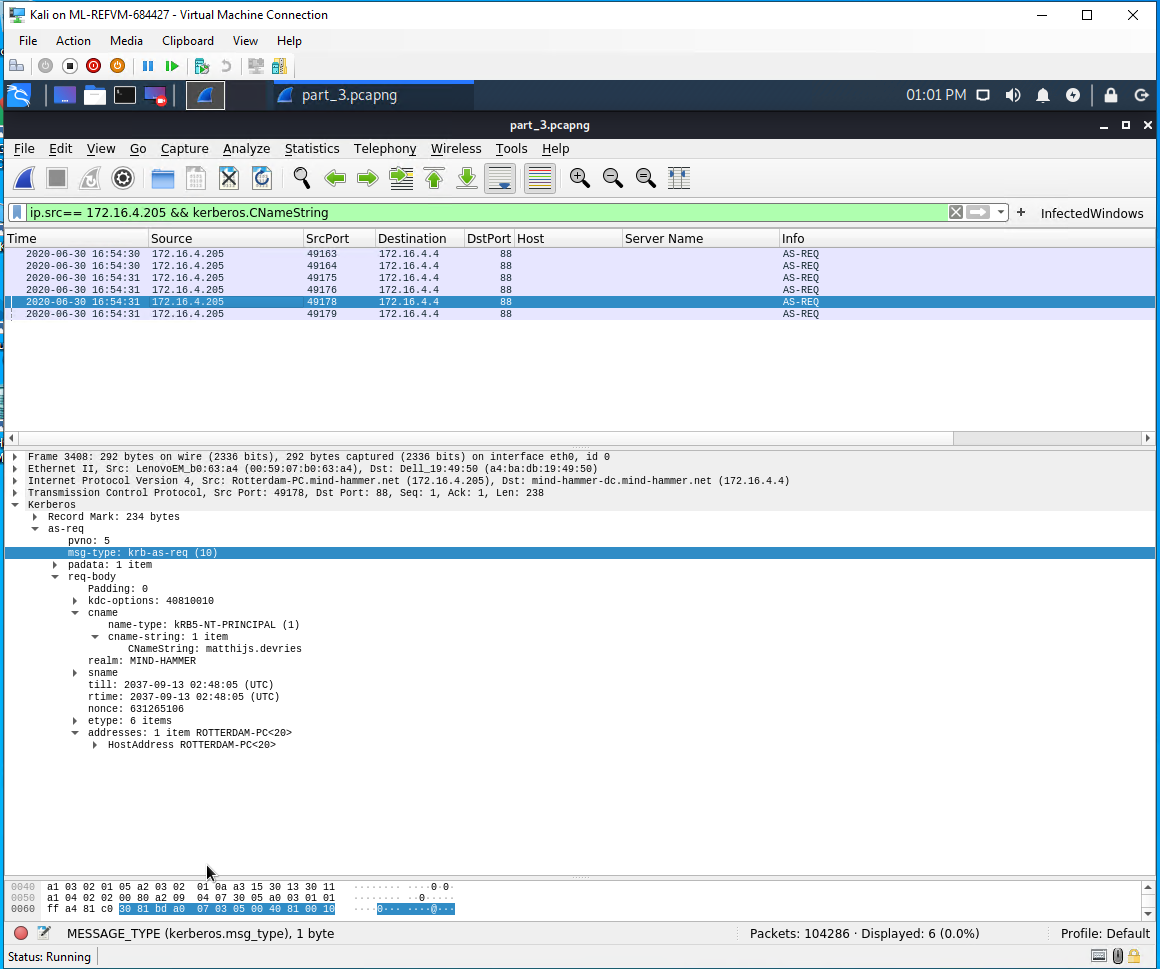 Kali on ML-REFVM-684427 - Virtual Machine Connection
File Action Media Clipboard View Help
part_3.pcapng 01:01 PM
part_3.pcapng
File Edit View Go Capture Analyze Statistics Telephony Wireless Tools Help
ip.src== 172.16.4.205 && kerberos.CNameString + InfectedWindows
Time Source SrcPort Destination DstPort Host Server Name Info
2020-06-30 16:54:30 172.16.4.205 49163 172.16.4.4 88 AS-REQ
2020-06-30 16:54:30 172.16.4.205 49164 172.16.4.4 88 AS-REQ
2020-06-30 16:54:31 172.16.4.205 49175 172.16.4.4 88 AS-REQ
2020-06-30 16:54:31 172.16.4.205 49176 172.16.4.4 88 AS-REQ
2020-06-30 16:54:31 172.16.4.205 49178 172.16.4.4 88 AS-REQ
2020-06-30 16:54:31 172.16.4.205 49179 172.16.4.4 88 AS-REQ
Frame 3408: 292 bytes on wire (2336 bits), 292 bytes captured (2336 bits) on interface eth0, id 0
Ethernet II, Src: LenovoEM_b0:63:a4 (00:59:07:b0:63:a4), Dst: Dell_19:49:50 (a4:ba:db:19:49:50)
Internet Protocol Version 4, Src: Rotterdam-PC.mind-hammer.net (172.16.4.205), Dst: mind-hammer-dc.mind-hammer.net (172.16.4.4)
Transmission Control Protocol, Src Port: 49178, Dst Port: 88, Seq: 1, Ack: 1, Len: 238
Kerberos
Record Mark: 234 bytes
as-req
pvno: 5
msg-type: krb-as-req (10)
padata: 1 item
req-body
Padding: 0
kdc-options: 40810010
cname
name-type: kRB5-NT-PRINCIPAL (1)
cname-string: 1 item
CNameString: matthijs.devries
realm: MIND-HAMMER
sname
till: 2037-09-13 02:48:05 (UTC)
rtime: 2037-09-13 02:48:05 (UTC)
nonce: 631265106
etype: 6 items
addresses: 1 item ROTTERDAM-PC<20>
HostAddress ROTTERDAM-PC<20>
0040 a1 03 02 01 05 a2 03 02 01 0a a3 15 30 13 30 11 ········ ····0·0·
0050 a1 04 02 02 00 80 a2 09 04 07 30 05 a0 03 01 01 ········ ··0·····
0060 ff a4 81 c0 30 81 bd a0 07 03 05 00 40 81 00 10 ····0··· ····@···
MESSAGE_TYPE (kerberos.msg_type), 1 byte Packets: 104286 · Displayed: 6 (0.0%) Profile: Default
Status: Running